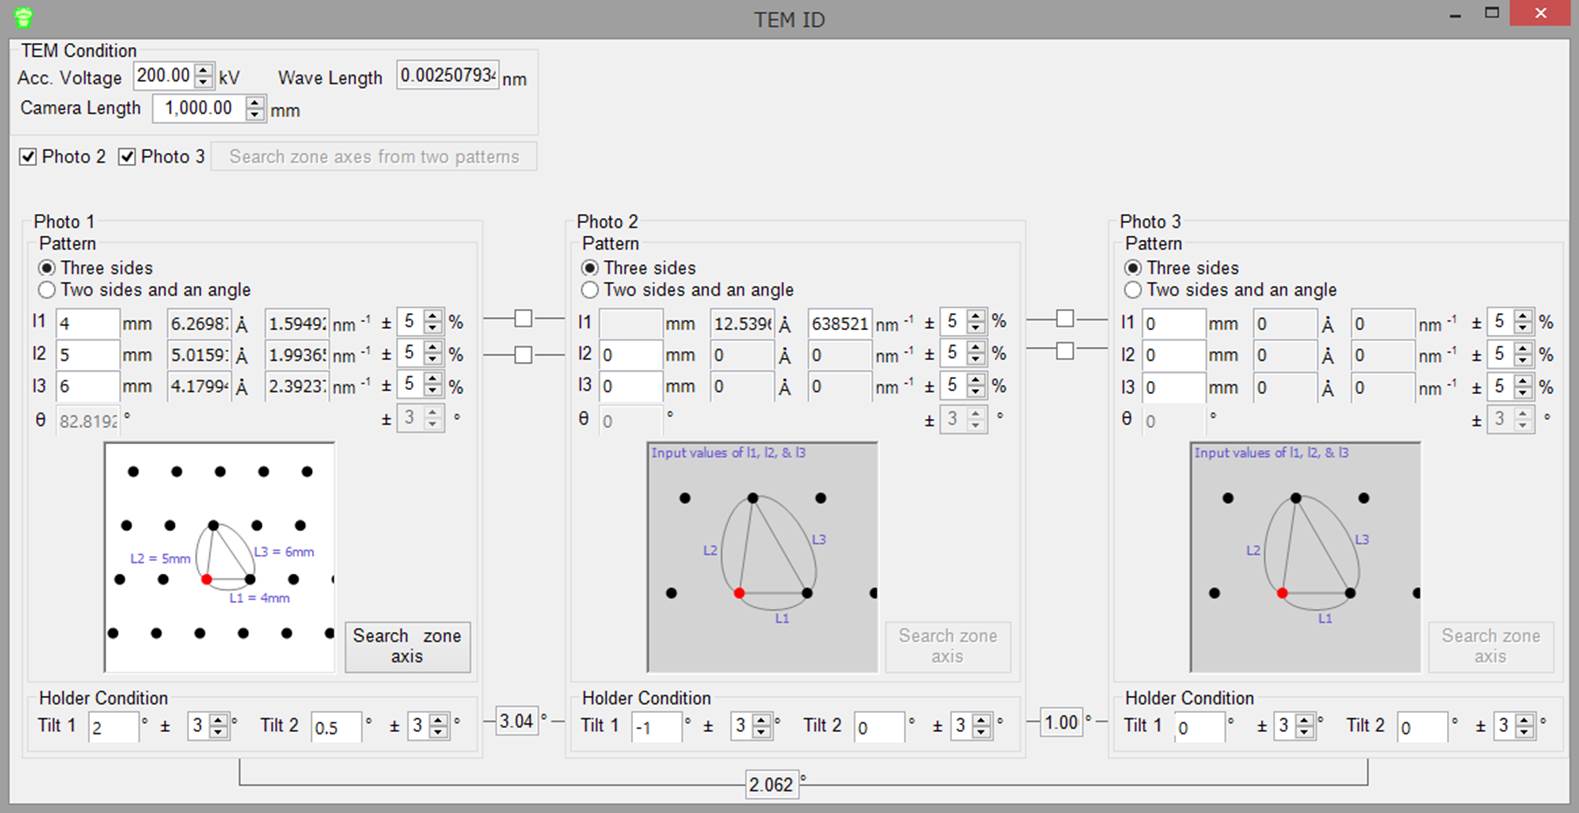 TEM ID
TEM Condition
Acc. Voltage 200.00 kV Wave Length 0.00250793 nm
Camera Length 1,000.00 mm
Photo 2 Photo 3 Search zone axes from two patterns
Photo 1
Pattern
Three sides
Two sides and an angle
l1 4 mm 6.2698 Å 1.5949 nm -1 ± 5 %
l2 5 mm 5.0159 Å 1.9936 nm -1 ± 5 %
l3 6 mm 4.1799 Å 2.3923 nm -1 ± 5 %
θ 82.8192 ° ± 3 °
L2 = 5mm
L3 = 6mm
L1 = 4mm
Search zone
axis
Holder Condition
Tilt 1 2 ° ± 3 ° Tilt 2 0.5 ° ± 3 °
3.04 °
Photo 2
Pattern
Three sides
Two sides and an angle
l1 mm 12.539 Å 638521 nm -1 ± 5 %
l2 0 mm 0 Å 0 nm -1 ± 5 %
l3 0 mm 0 Å 0 nm -1 ± 5 %
θ 0 ° ± 3 °
Input values of l1, l2, & l3
L2
L3
L1
Search zone
axis
Holder Condition
Tilt 1 -1 ° ± 3 ° Tilt 2 0 ° ± 3 °
1.00 °
Photo 3
Pattern
Three sides
Two sides and an angle
l1 0 mm 0 Å 0 nm -1 ± 5 %
l2 0 mm 0 Å 0 nm -1 ± 5 %
l3 0 mm 0 Å 0 nm -1 ± 5 %
θ 0 ° ± 3 °
Input values of l1, l2, & l3
L2
L3
L1
Search zone
axis
Holder Condition
Tilt 1 0 ° ± 3 ° Tilt 2 0 ° ± 3 °
2.062 °